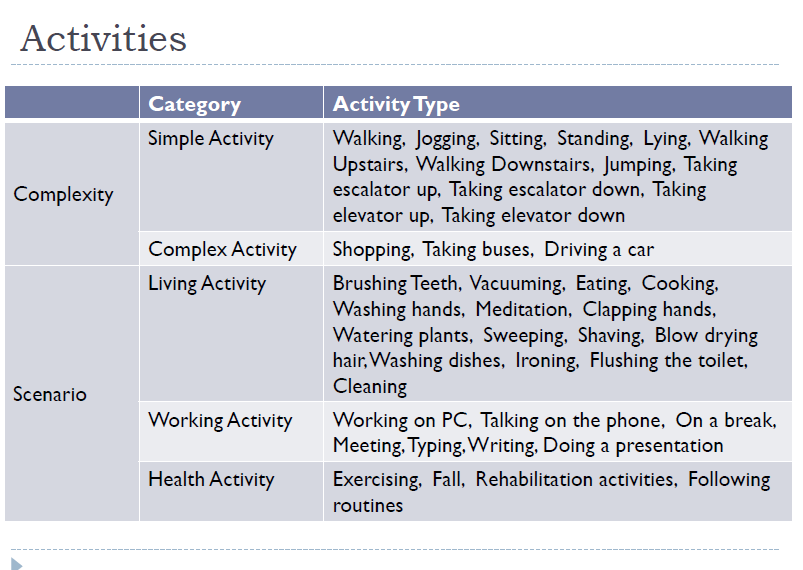 Activities
Category Activity Type
Complexity
Simple Activity
Walking, Jogging, Sitting, Standing, Lying, Walking
Upstairs, Walking Downstairs, Jumping, Taking
escalator up, Taking escalator down, Taking
elevator up, Taking elevator down
Complex Activity
Shopping, Taking buses, Driving a car
Scenario
Living Activity
Brushing Teeth, Vacuuming, Eating, Cooking,
Washing hands, Meditation, Clapping hands,
Watering plants, Sweeping, Shaving, Blow drying
hair,Washing dishes, Ironing, Flushing the toilet,
Cleaning
Working Activity
Working on PC, Talking on the phone, On a break,
Meeting,Typing,Writing, Doing a presentation
Health Activity
Exercising, Fall, Rehabilitation activities, Following
routines